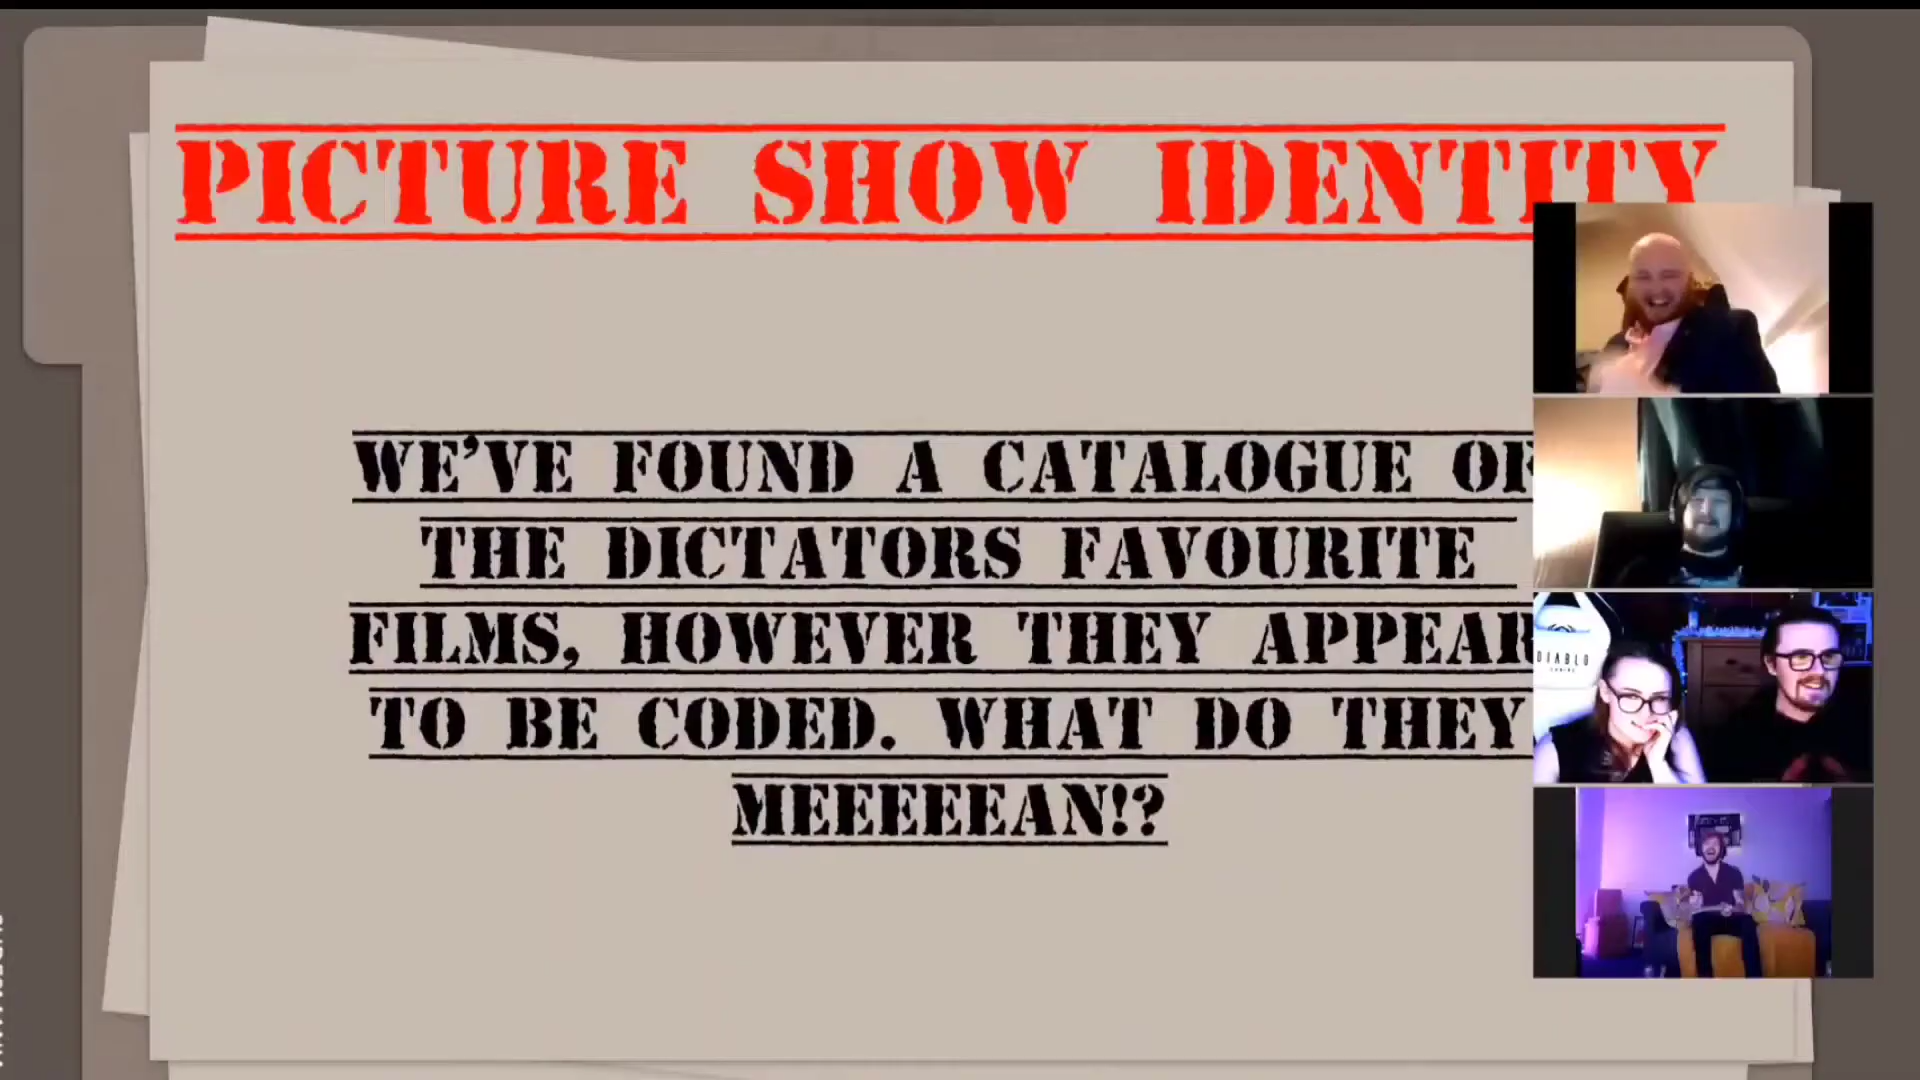 PICTURE SHOW IDENTITY
WE'VE FOUND A CATALOGUE OF
THE DICTATORS FAVOURITE
FILMS, HOWEVER THEY APPEAR
TO BE CODED. WHAT DO THEY
MEEEEEAN!?
DIABLO